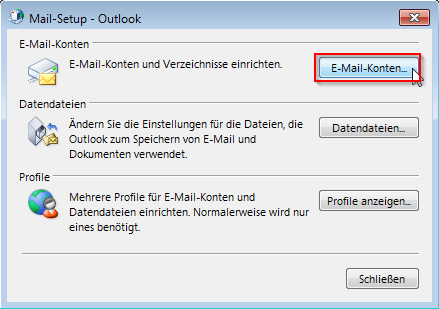 Mail-Setup - Outlook
E-Mail-Konten
E-Mail-Konten und Verzeichnisse einrichten.
E-Mail-Konten...
Datendateien
Ändern Sie die Einstellungen für die Dateien, die
Outlook zum Speichern von E-Mail und
Dokumenten verwendet.
Datendateien...
Profile
Mehrere Profile für E-Mail-Konten und
Datendateien einrichten. Normalerweise wird nur
eines benötigt.
Profile anzeigen...
Schließen